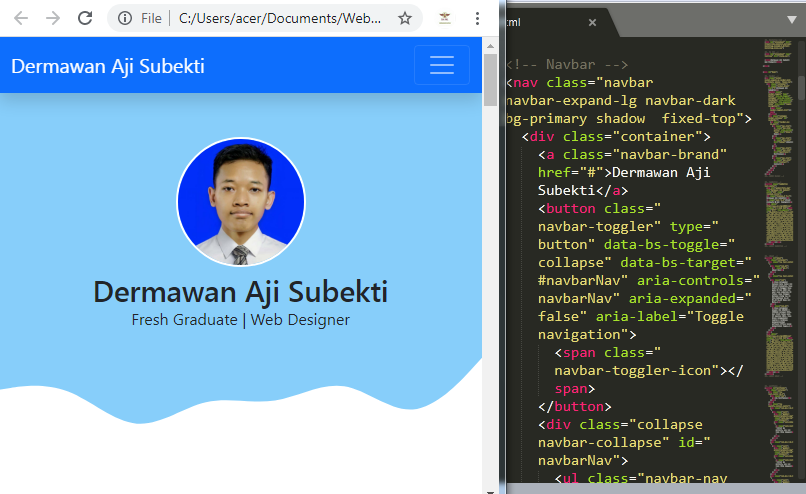 File
C:/Users/acer/Documents/Web...
Dermawan Aji Subekti
Dermawan Aji Subekti
Fresh Graduate | Web Designer
tml
<!-- Navbar -->
<nav class="navbar
navbar-expand-lg navbar-dark
bg-primary shadow  fixed-top">
<div class="container">
<a class="navbar-brand"
href="#">Dermawan Aji
Subekti</a>
<button class="
navbar-toggler" type="
button" data-bs-toggle="
collapse" data-bs-target="
#navbarNav" aria-controls="
navbarNav" aria-expanded="
false" aria-label="Toggle
navigation">
<span class="
navbar-toggler-icon"></
span>
</button>
<div class="collapse
navbar-collapse" id="
navbarNav">
<ul class="navbar-nav